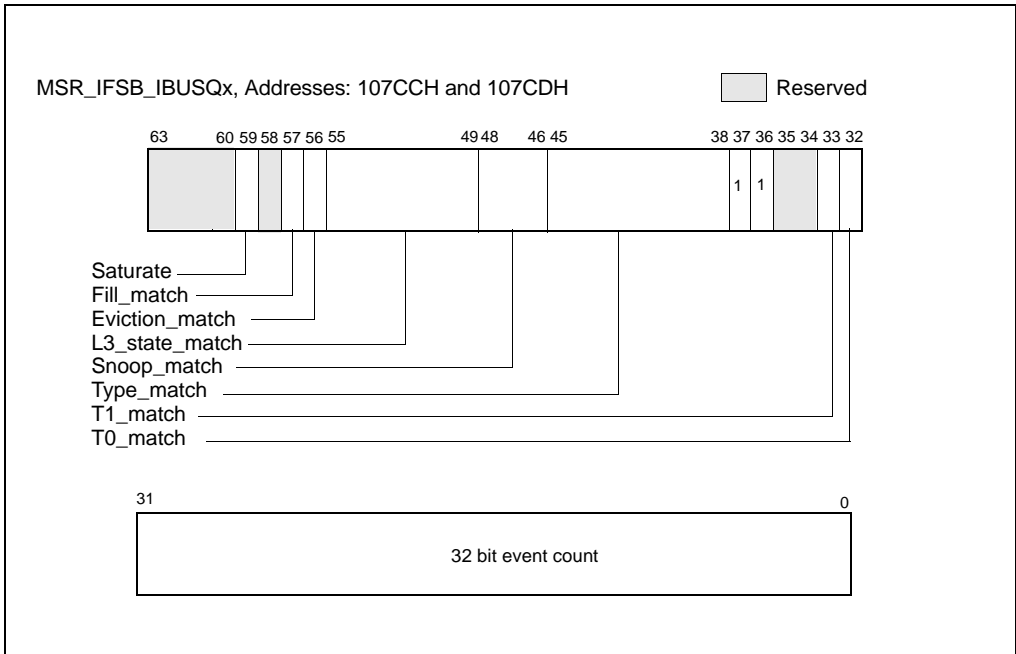 MSR_IFSB_IBUSQx, Addresses: 107CCH and 107CDH
Reserved
63 60 59 58 57 56 55 49 48 46 45 38 37 36 35 34 33 32
1 1
Saturate
Fill_match
Eviction_match
L3_state_match
Snoop_match
Type_match
T1_match
T0_match
31 0
32 bit event count